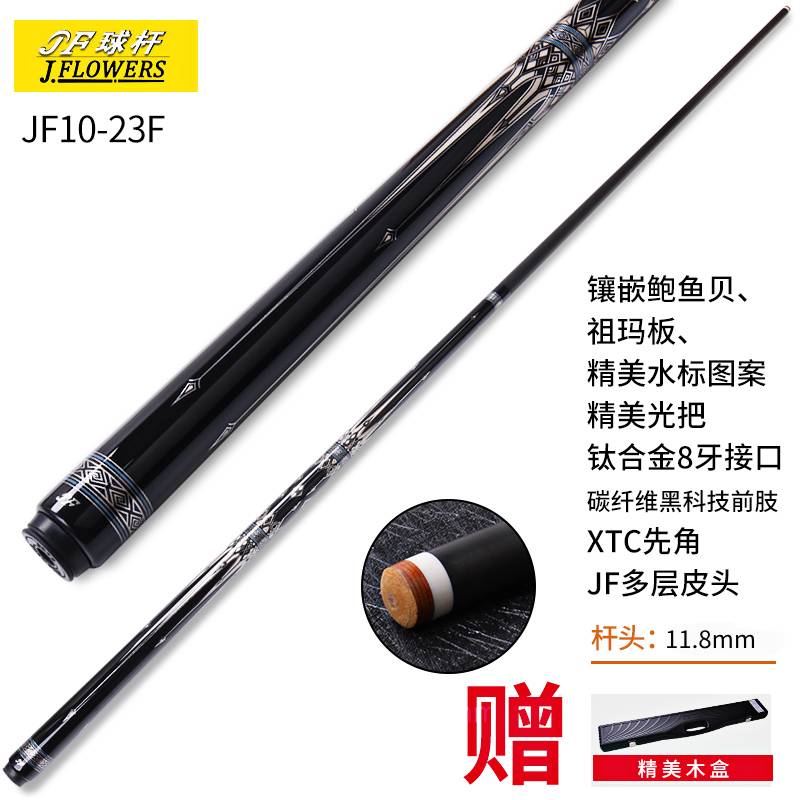 JF球杆
J.FLOWERS
JF10-23F
镶嵌鲍鱼贝、
祖玛板、
精美水标图案
精美光把
钛合金8牙接口
碳纤维黑科技前肢
XTC先角
JF多层皮头
杆头：11.8mm
赠
精美木盒